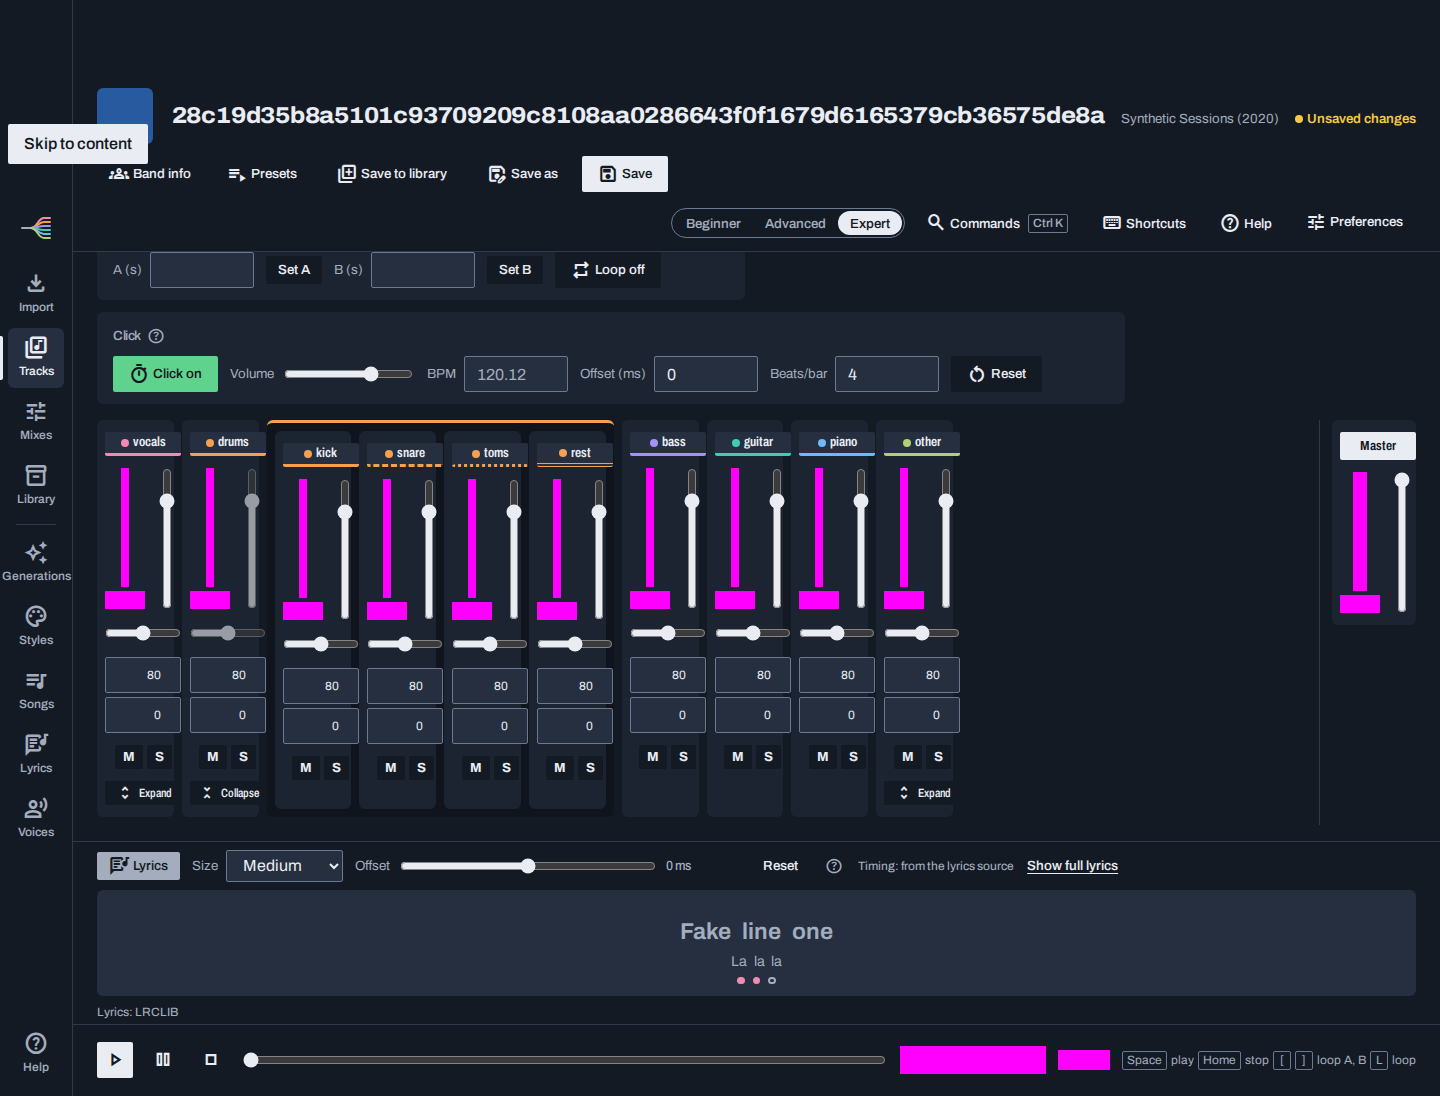 28c19d35b8a5101c93709209c8108aa0286643f0f1679d6165379cb36575de8a Synthetic Sessions (2020) Unsaved changes
Skip to content
Band info Presets Save to library Save as Save
Beginner Advanced Expert Commands Ctrl K Shortcuts Help Preferences
Import
Tracks
Mixes
Library
Generations
Styles
Songs
Lyrics
Voices
Help
A (s) Set A B (s) Set B Loop off
Click
Click on Volume BPM 120.12 Offset (ms) 0 Beats/bar 4 Reset
vocals drums kick snare toms rest bass guitar piano other Master
80 80 80 80 80 80 80 80 80 80
0 0 0 0 0 0 0 0 0 0
M S M S M S M S M S M S M S M S M S M S
Expand Collapse Expand
Lyrics Size Medium Offset 0 ms Reset Timing: from the lyrics source Show full lyrics
Fake line one
La la la
Lyrics: LRCLIB
Space play Home stop [ ] loop A, B L loop